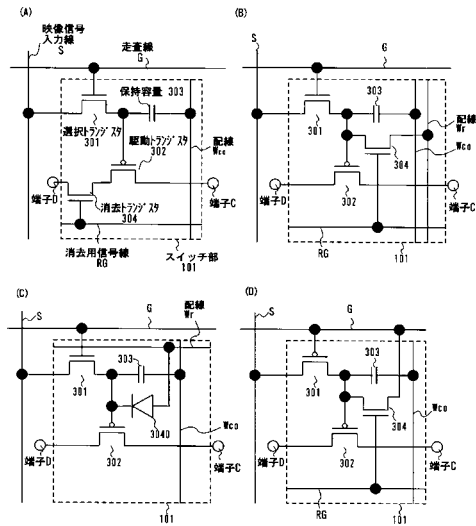 (A)
映像信号
入力線
S
走査線
G
保持容量
303
選択トランジスタ
301
駆動トランジスタ
302
配線
Wco
端子D
消去トランジスタ
304
端子C
消去用信号線
RG
スイッチ部
101
(B)
S
G
303
配線
Wr
301
304
Wco
302
端子D
端子C
RG
101
(C)
S
G
配線
Wr
303
301
3040
Wco
302
端子D
端子C
101
(D)
S
G
303
301
304
Wco
302
端子D
端子C
RG
101